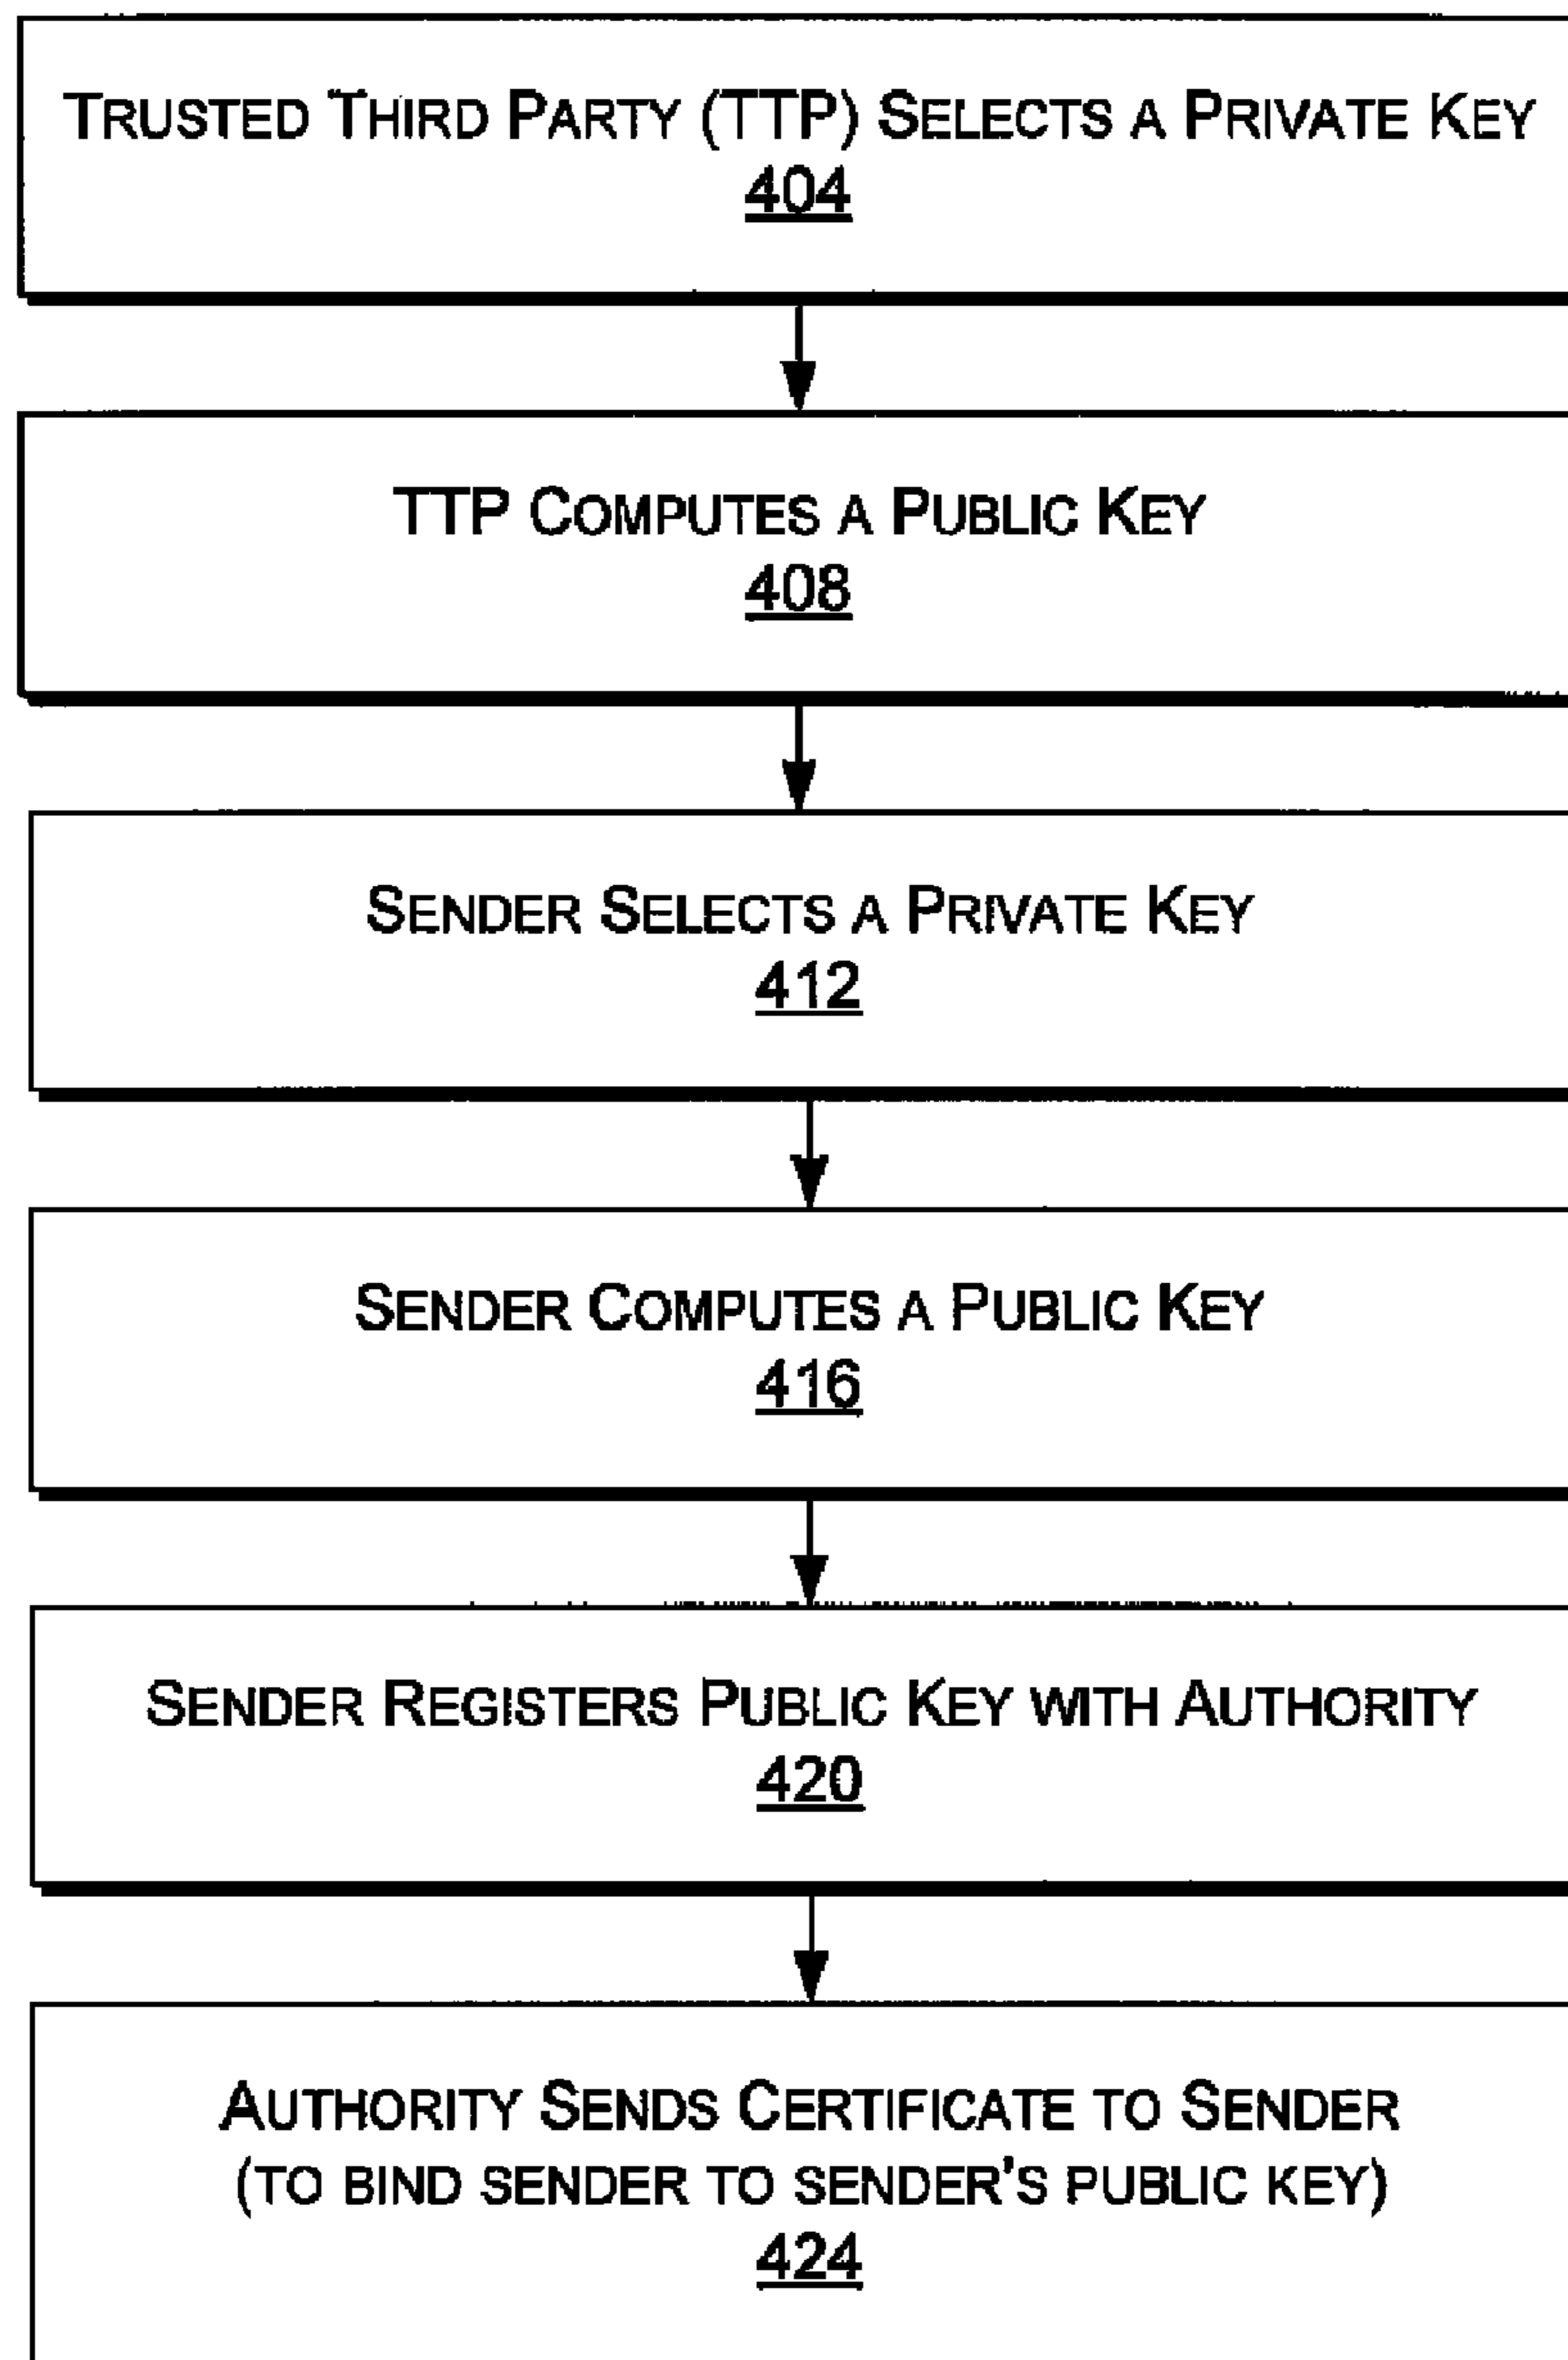 TRUSTED THIRD PARTY (TTP) SELECTS A PRIVATE KEY
404
TTP COMPUTES A PUBLIC KEY
408
SENDER SELECTS A PRIVATE KEY
412
SENDER COMPUTES A PUBLIC KEY
416
SENDER REGISTERS PUBLIC KEY WITH AUTHORITY
420
AUTHORITY SENDS CERTIFICATE TO SENDER
(TO BIND SENDER TO SENDER'S PUBLIC KEY)
424